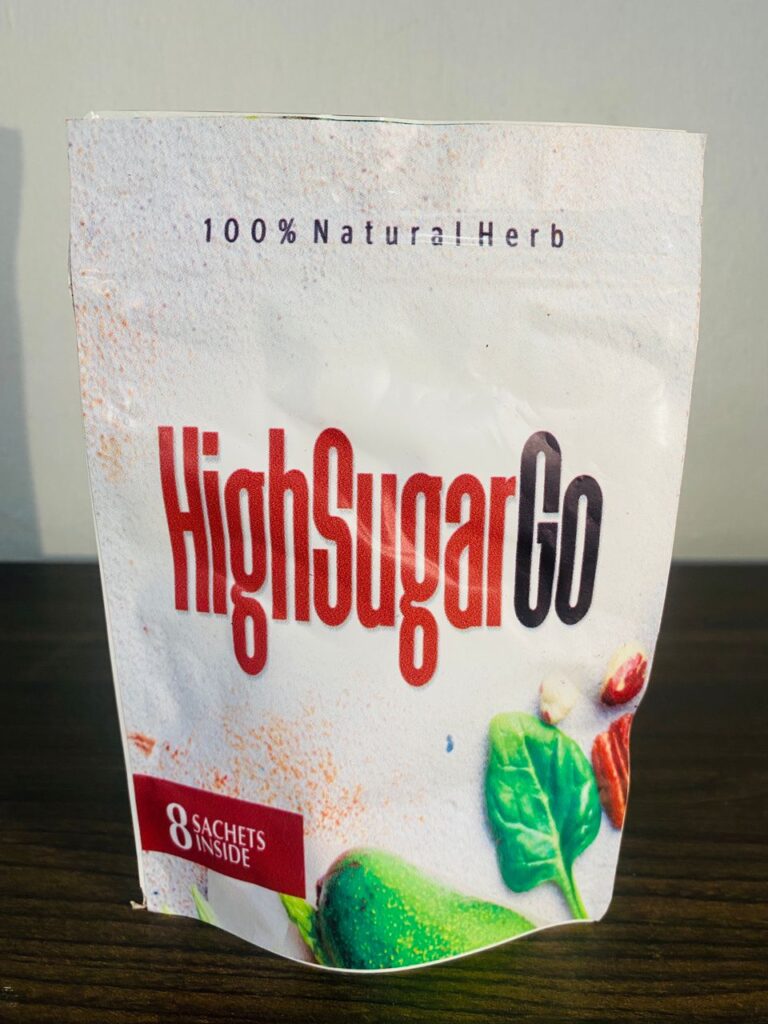 100% Natural Herb
HighSugarGo
8 SACHETS
INSIDE